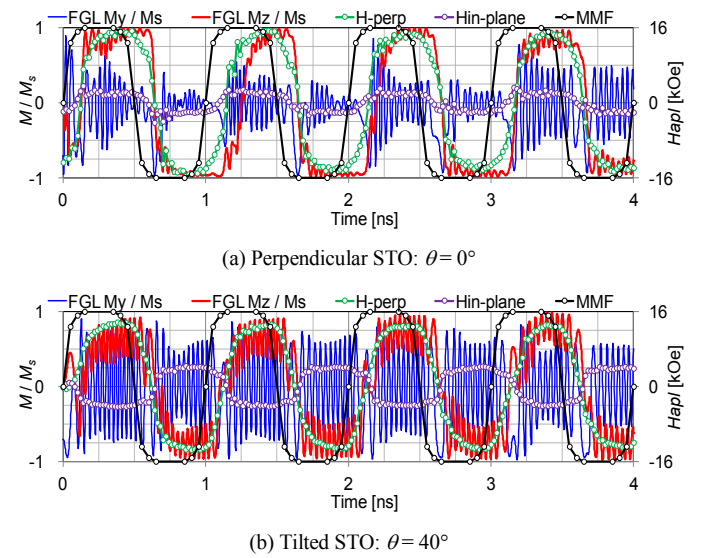 FGL My / Ms FGL Mz / Ms H-perp Hin-plane MMF
1 16
M / Ms 0 0 Hapl [kOe]
-1 -16
0 1 2 3 4
Time [ns]
(a) Perpendicular STO: θ = 0°
FGL My / Ms FGL Mz / Ms H-perp Hin-plane MMF
1 16
M / Ms 0 0 Hapl [kOe]
-1 -16
0 1 2 3 4
Time [ns]
(b) Tilted STO: θ = 40°